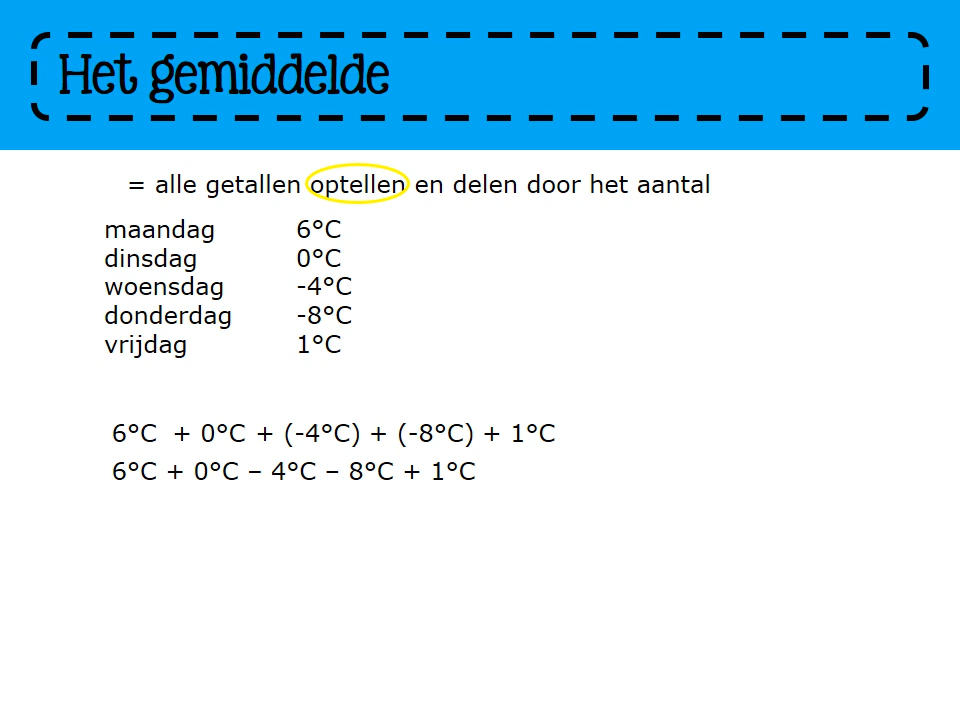 Het gemiddelde
= alle getallen optellen en delen door het aantal
maandag 6°C
dinsdag 0°C
woensdag -4°C
donderdag -8°C
vrijdag 1°C
6°C + 0°C + (-4°C) + (-8°C) + 1°C
6°C + 0°C – 4°C – 8°C + 1°C